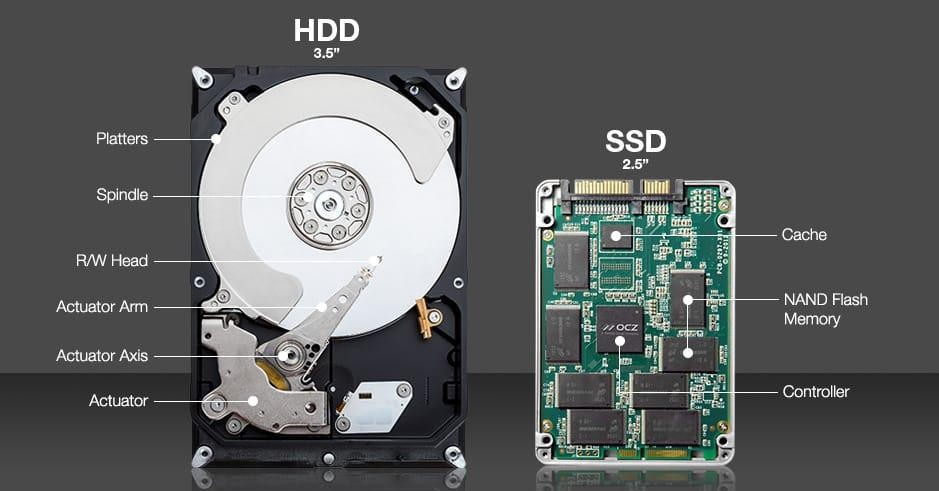 HDD
3.5”
Platters
Spindle
R/W Head
Actuator Arm
Actuator Axis
Actuator
SSD
2.5”
Cache
NAND Flash
Memory
Controller
OCZ